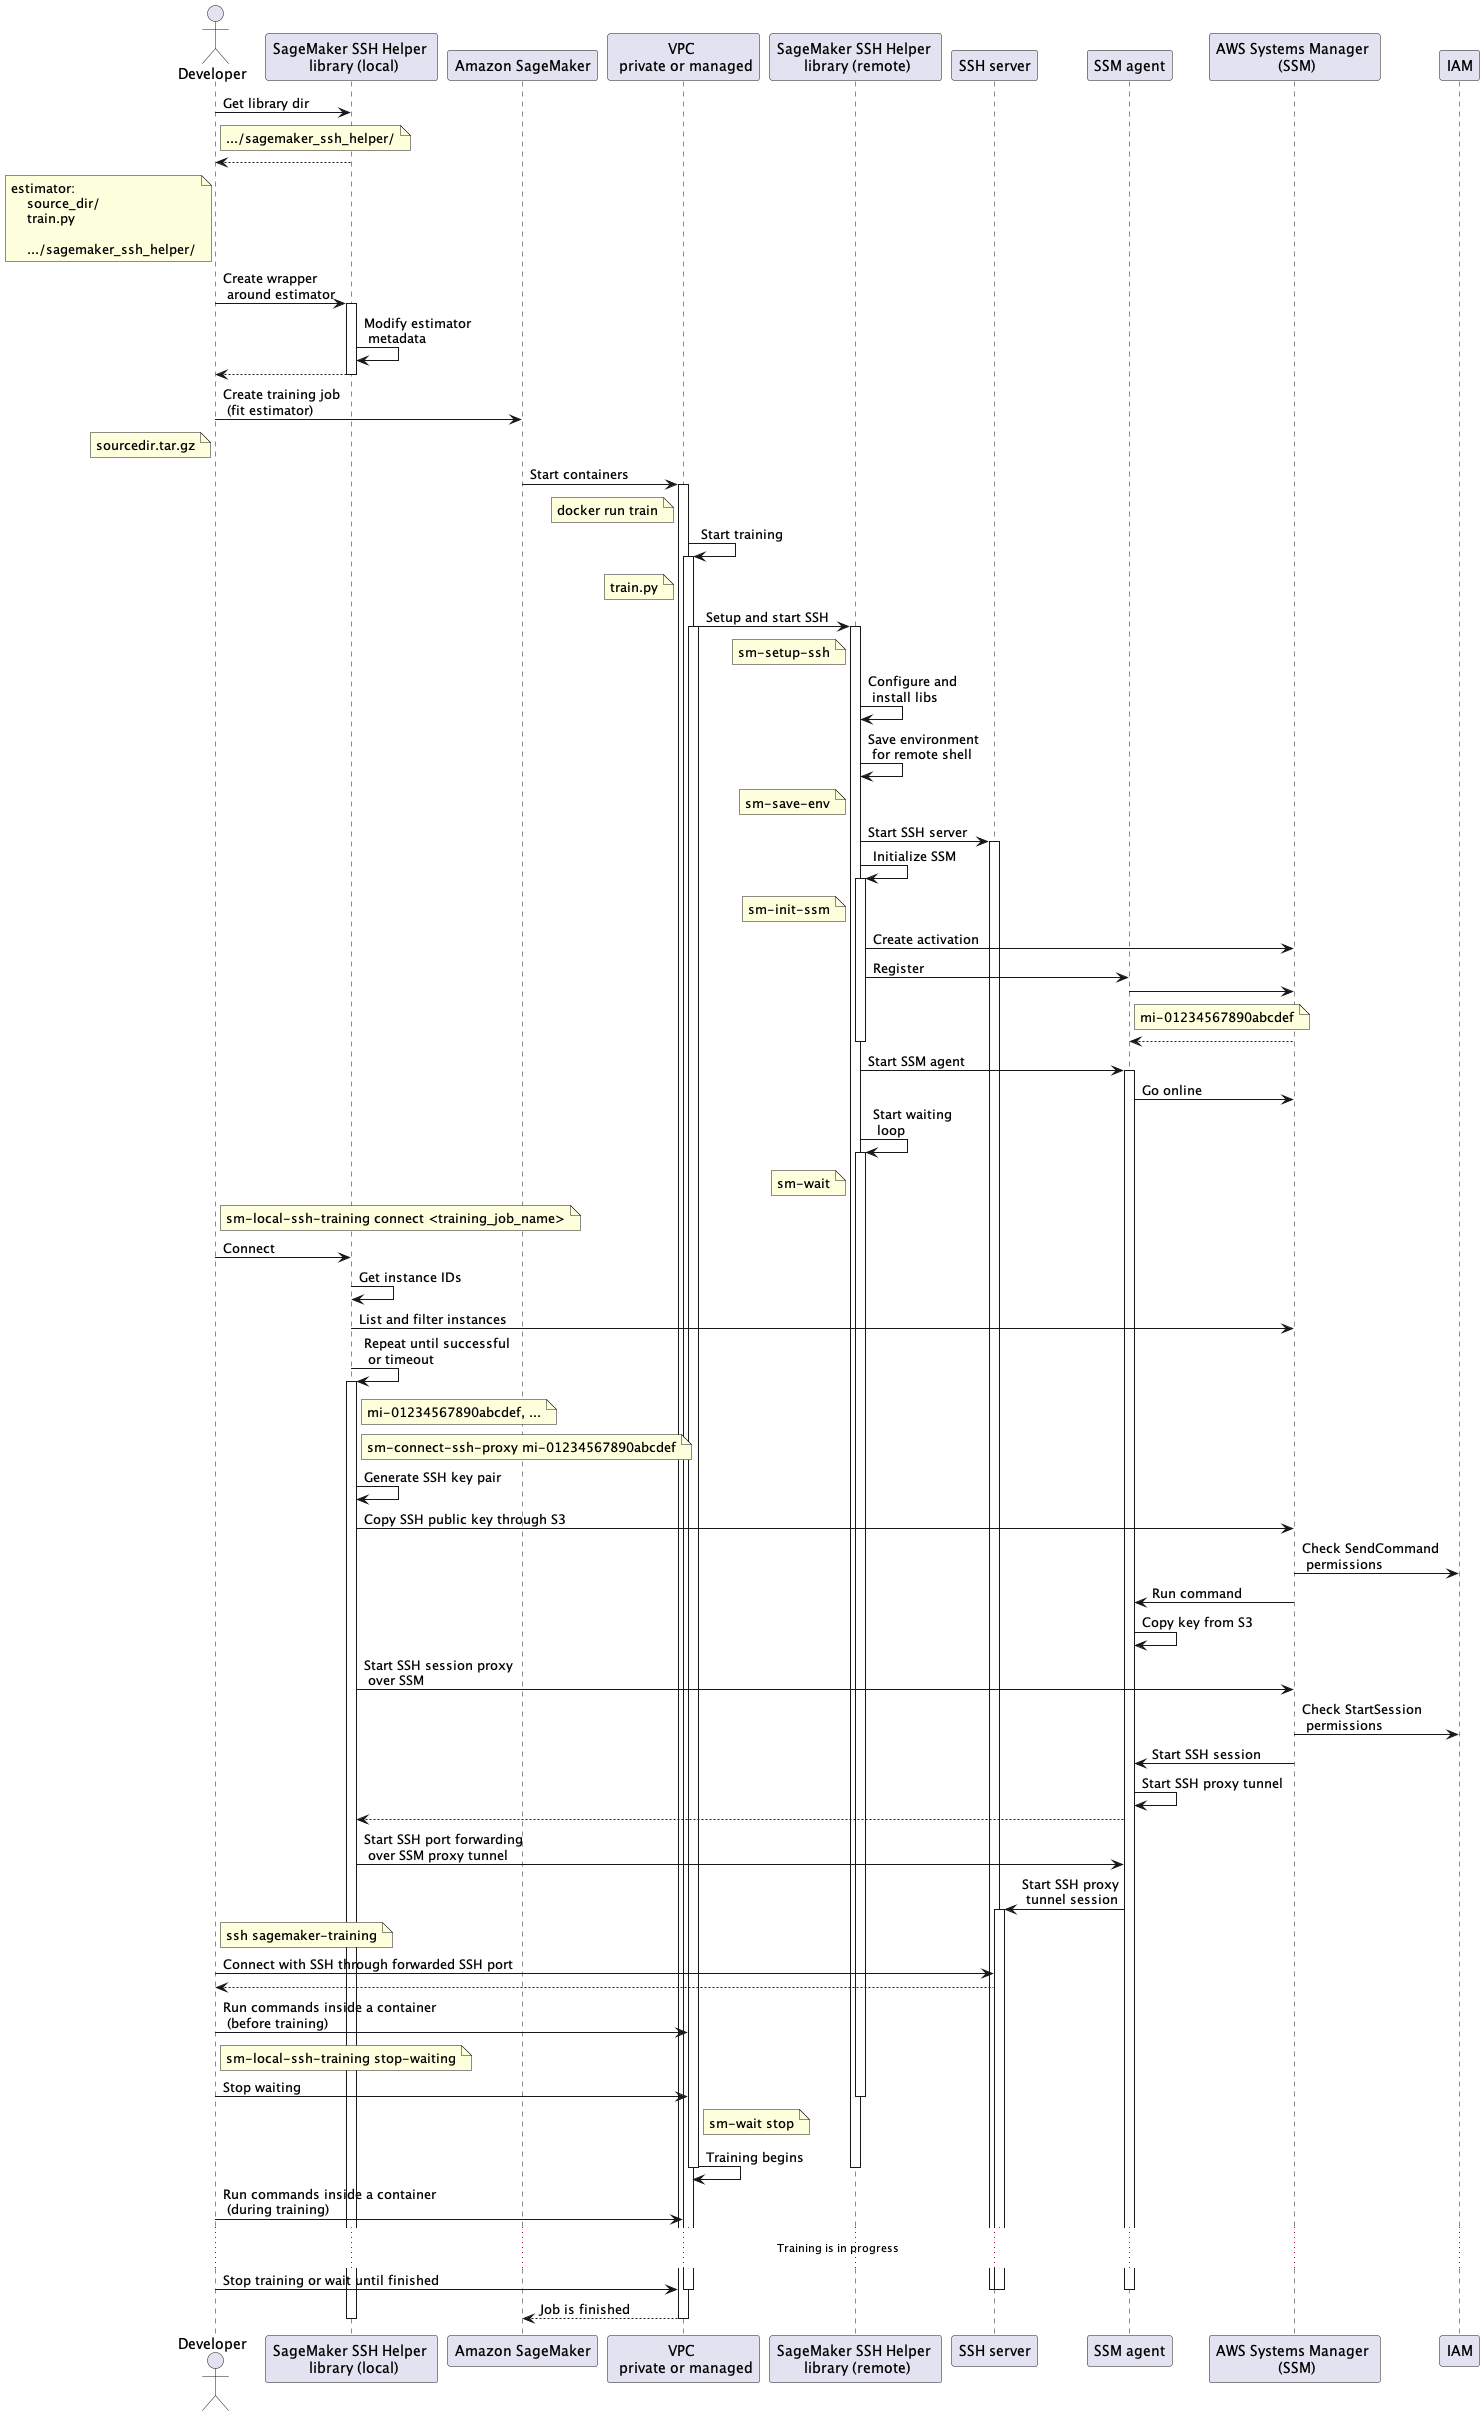 Developer
SageMaker SSH Helper
library (local)
Amazon SageMaker
VPC
private or managed
SageMaker SSH Helper
library (remote)
SSH server
SSM agent
AWS Systems Manager
(SSM)
IAM
Get library dir
.../sagemaker_ssh_helper/
estimator:
source_dir/
train.py
.../sagemaker_ssh_helper/
Create wrapper
around estimator
Modify estimator
metadata
Create training job
(fit estimator)
sourcedir.tar.gz
Start containers
docker run train
Start training
train.py
Setup and start SSH
sm-setup-ssh
Configure and
install libs
Save environment
for remote shell
sm-save-env
Start SSH server
Initialize SSM
sm-init-ssm
Create activation
Register
mi-01234567890abcdef
Start SSM agent
Go online
Start waiting
loop
sm-wait
sm-local-ssh-training connect <training_job_name>
Connect
Get instance IDs
List and filter instances
Repeat until successful
or timeout
mi-01234567890abcdef, ...
sm-connect-ssh-proxy mi-01234567890abcdef
Generate SSH key pair
Copy SSH public key through S3
Check SendCommand
permissions
Run command
Copy key from S3
Start SSH session proxy
over SSM
Check StartSession
permissions
Start SSH session
Start SSH proxy tunnel
Start SSH port forwarding
over SSM proxy tunnel
Start SSH proxy
tunnel session
ssh sagemaker-training
Connect with SSH through forwarded SSH port
Run commands inside a container
(before training)
sm-local-ssh-training stop-waiting
Stop waiting
sm-wait stop
Training begins
Run commands inside a container
(during training)
Training is in progress
Stop training or wait until finished
Job is finished
Developer
SageMaker SSH Helper
library (local)
Amazon SageMaker
VPC
private or managed
SageMaker SSH Helper
library (remote)
SSH server
SSM agent
AWS Systems Manager
(SSM)
IAM